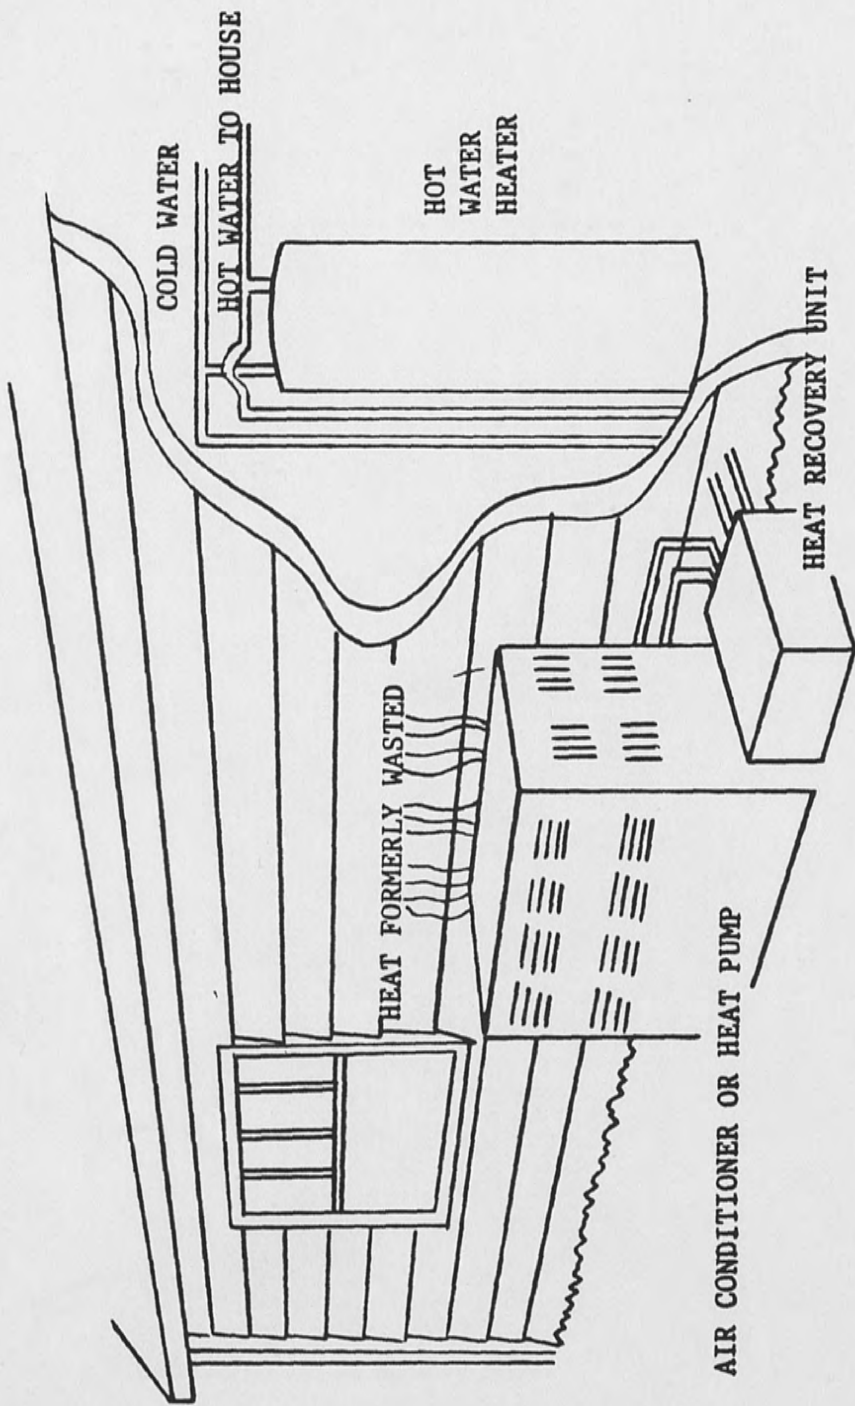 COLD WATER
HOT WATER TO HOUSE
HOT
WATER
HEATER
HEAT FORMERLY WASTED
HEAT RECOVERY UNIT
AIR CONDITIONER OR HEAT PUMP